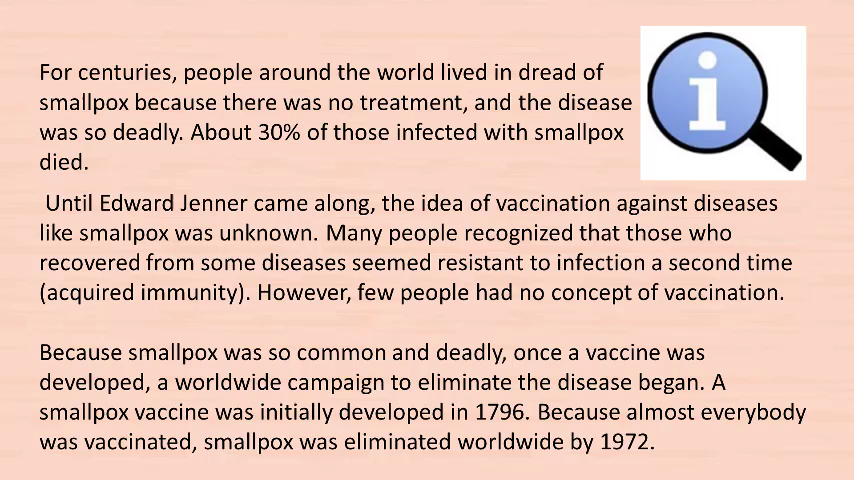 For centuries, people around the world lived in dread of
smallpox because there was no treatment, and the disease
was so deadly. About 30% of those infected with smallpox
died.
Until Edward Jenner came along, the idea of vaccination against diseases
like smallpox was unknown. Many people recognized that those who
recovered from some diseases seemed resistant to infection a second time
(acquired immunity). However, few people had no concept of vaccination.
Because smallpox was so common and deadly, once a vaccine was
developed, a worldwide campaign to eliminate the disease began. A
smallpox vaccine was initially developed in 1796. Because almost everybody
was vaccinated, smallpox was eliminated worldwide by 1972.